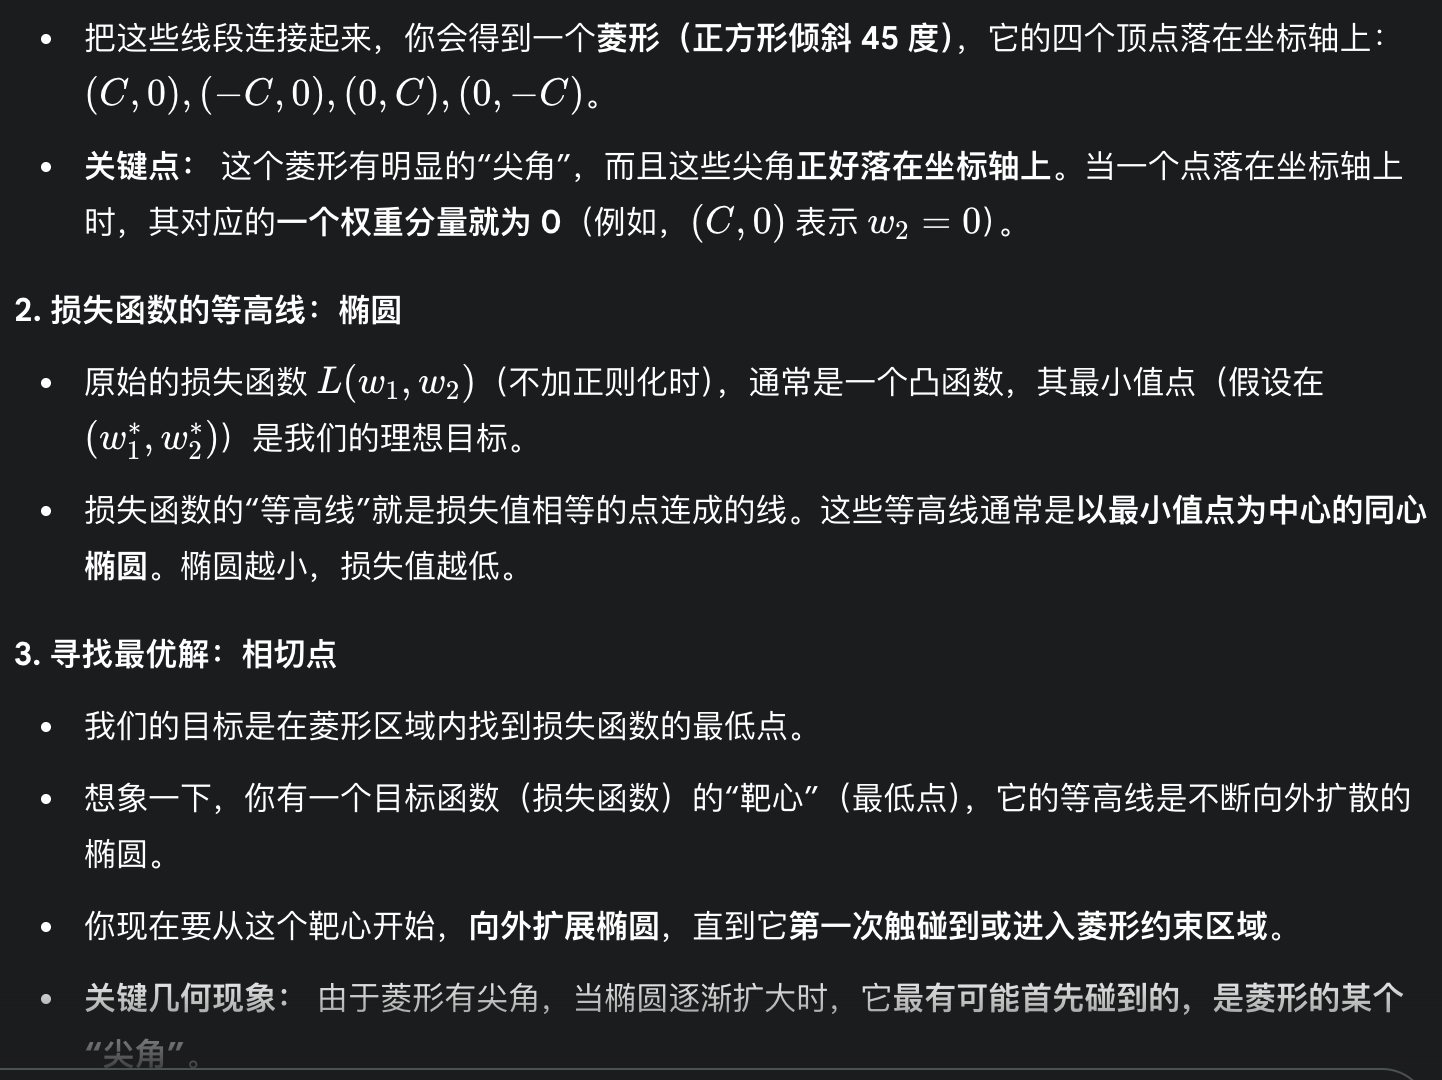 • 把这些线段连接起来，你会得到一个菱形（正方形倾斜 45 度），它的四个顶点落在坐标轴上：
(C, 0), (−C, 0), (0, C), (0, −C)。
• 关键点： 这个菱形有明显的“尖角”，而且这些尖角正好落在坐标轴上。当一个点落在坐标轴上
时，其对应的一个权重分量就为 0（例如，(C, 0) 表示 w₂ = 0）。
2. 损失函数的等高线：椭圆
• 原始的损失函数 L(w₁, w₂)（不加正则化时），通常是一个凸函数，其最小值点（假设在
(w₁*, w₂*)）是我们的理想目标。
• 损失函数的“等高线”就是损失值相等的点连成的线。这些等高线通常是以最小值点为中心的同心
椭圆。椭圆越小，损失值越低。
3. 寻找最优解：相切点
• 我们的目标是在菱形区域内找到损失函数的最低点。
• 想象一下，你有一个目标函数（损失函数）的“靶心”（最低点），它的等高线是不断向外扩散的
椭圆。
• 你现在要从这个靶心开始，向外扩展椭圆，直到它第一次触碰到或进入菱形约束区域。
• 关键几何现象： 由于菱形有尖角，当椭圆逐渐扩大时，它最有可能首先碰到的，是菱形的某个
“尖角”。